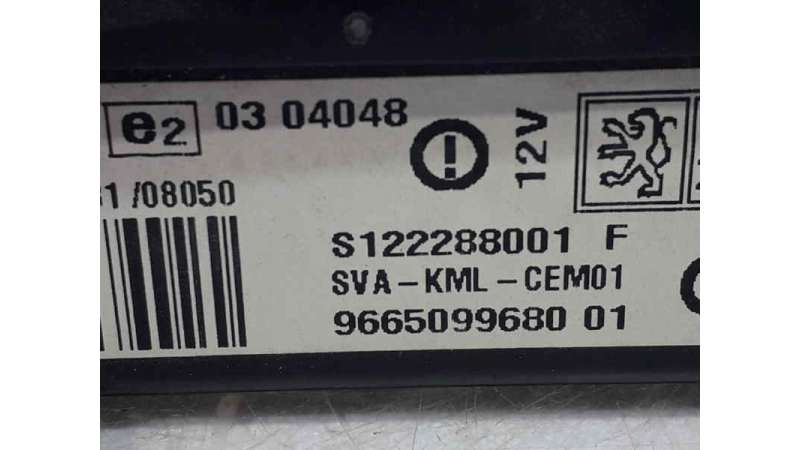 e2 03 04048
12V
/08050
S122288001 F
SVA-KML-CEM01
9665099680 01